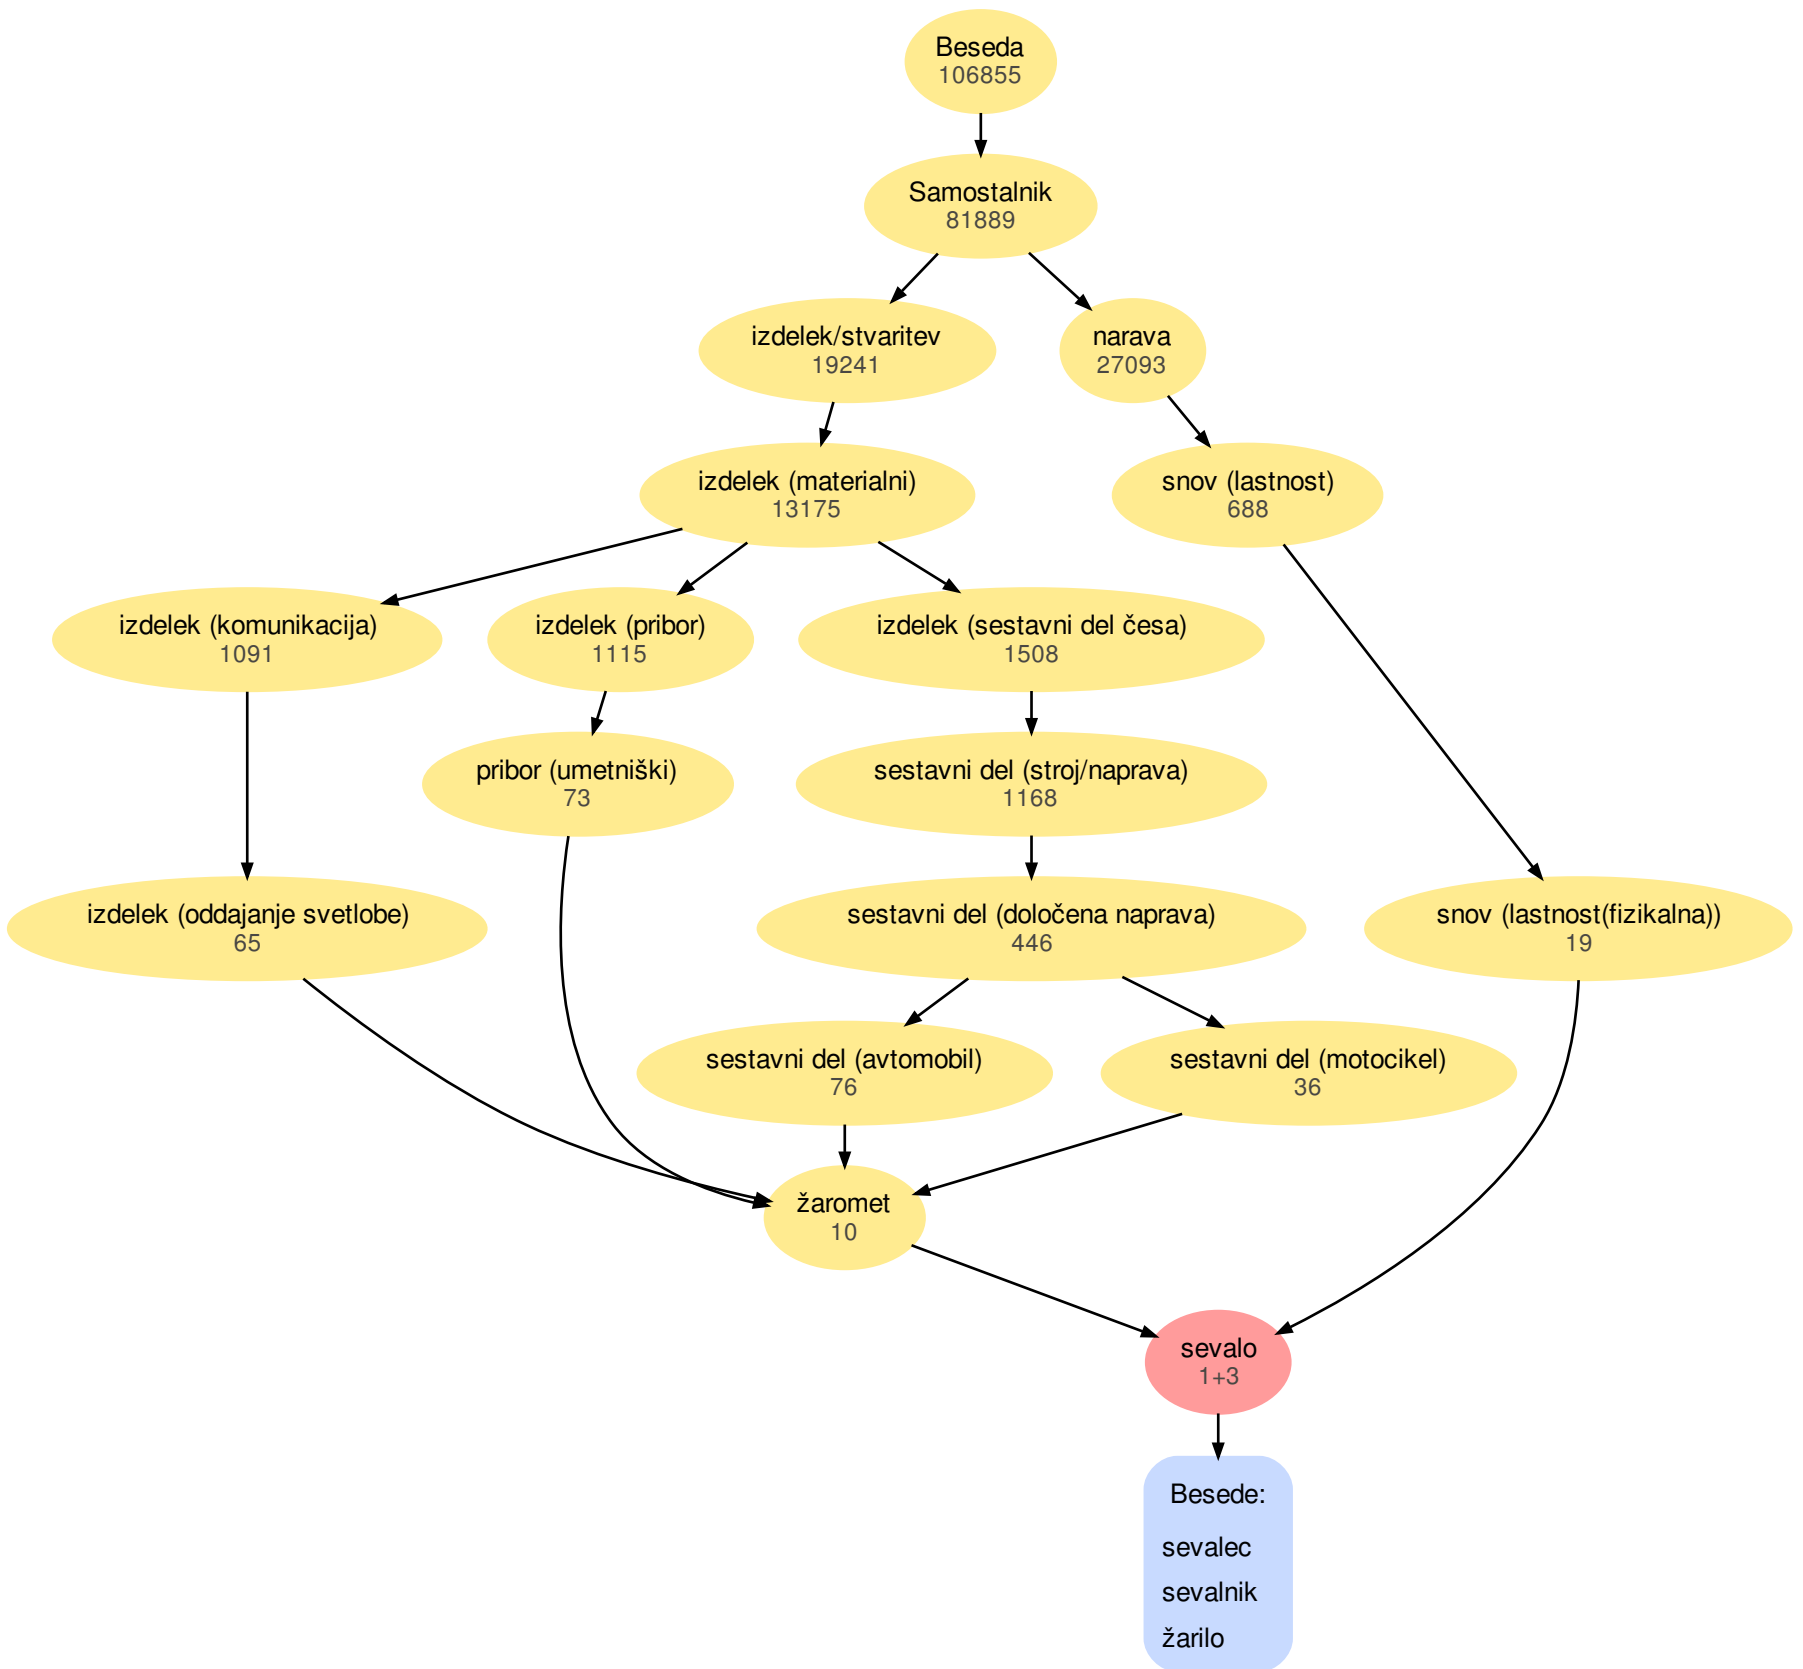 Beseda
106855
Samostalnik
81889
izdelek/stvaritev
19241
narava
27093
izdelek (materialni)
13175
snov (lastnost)
688
izdelek (komunikacija)
1091
izdelek (pribor)
1115
izdelek (sestavni del česa)
1508
pribor (umetniški)
73
sestavni del (stroj/naprava)
1168
izdelek (oddajanje svetlobe)
65
sestavni del (določena naprava)
446
snov (lastnost(fizikalna))
19
sestavni del (avtomobil)
76
sestavni del (motocikel)
36
žaromet
10
sevalo
1+3
Besede:
sevalec
sevalnik
žarilo